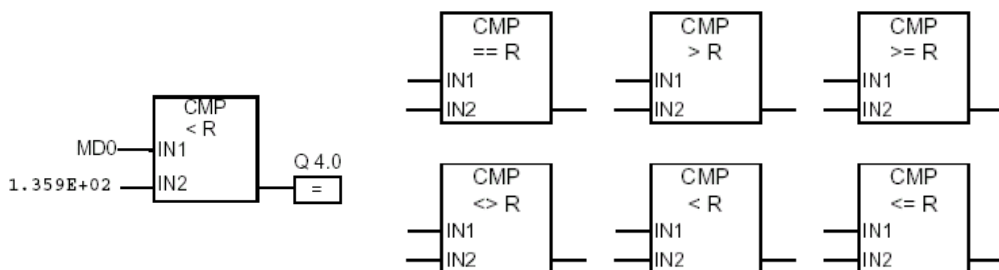 CMP
< R
MD0
IN1
1.359E+02
IN2
Q 4.0
=
CMP
== R
IN1
IN2
CMP
> R
IN1
IN2
CMP
>= R
IN1
IN2
CMP
<> R
IN1
IN2
CMP
< R
IN1
IN2
CMP
<= R
IN1
IN2